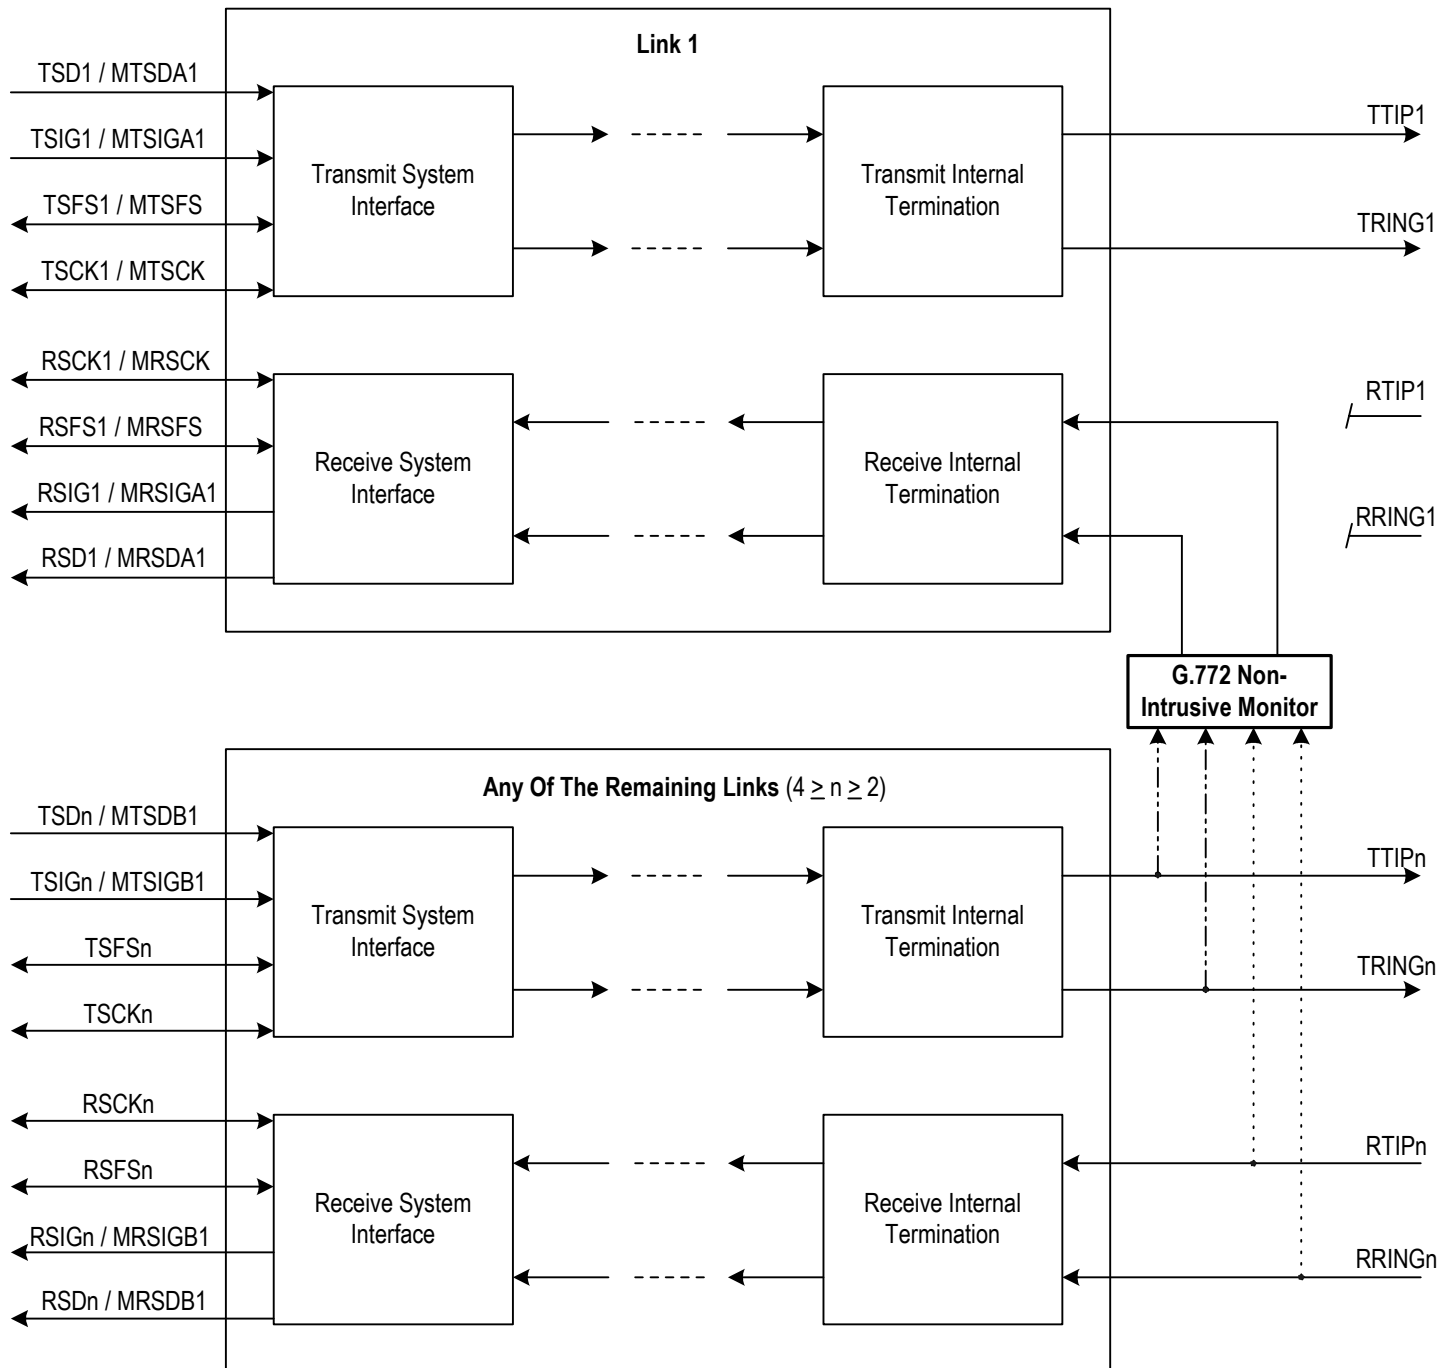 Link 1
TSD1 / MTSDA1
TSIG1 / MTSIGA1
TSFS1 / MTSFS
TSCK1 / MTSCK
Transmit System
Interface
Transmit Internal
Termination
TTIP1
TRING1
RSCK1 / MRSCK
RSFS1 / MRSFS
RSIG1 / MRSIGA1
RSD1 / MRSDA1
Receive System
Interface
Receive Internal
Termination
RTIP1
RRING1
G.772 Non-
Intrusive Monitor
Any Of The Remaining Links (4 ≥ n ≥ 2)
TSDn / MTSDB1
TSIGn / MTSIGB1
TSFSn
TSCKn
Transmit System
Interface
Transmit Internal
Termination
TTIPn
TRINGn
RSCKn
RSFSn
RSIGn / MRSIGB1
RSDn / MRSDB1
Receive System
Interface
Receive Internal
Termination
RTIPn
RRINGn